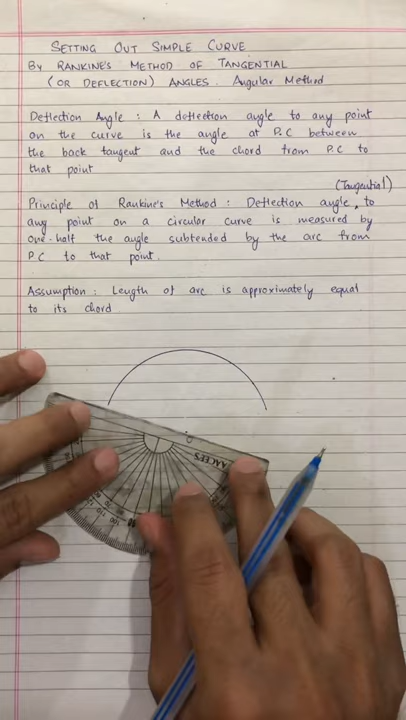 SETTING OUT SIMPLE CURVE
By RANKINE'S METHOD OF TANGENTIAL
(OR DEFLECTION) ANGLES. Angular Method
Deflection Angle : A deflection angle to any point
on the curve is the angle at P.C between
the back tangent and the chord from P.C to
that point
(Tangential)
Principle of Rankine's Method : Deflection angle, to
any point on a circular curve is measured by
one-half the angle subtended by the arc from
P.C to that point.
Assumption : Length of arc is approximately equal
to its chord